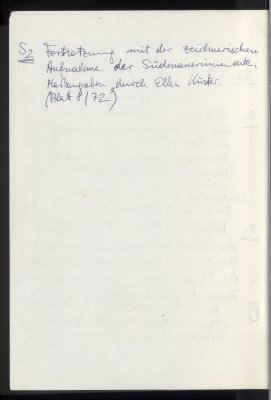 S2 Fortsetzung mit der zeichnerischen
Aufnahme der Südmauerinnenseite.
Maßangaben durch Ellen Küster.
(Blatt 8/72)